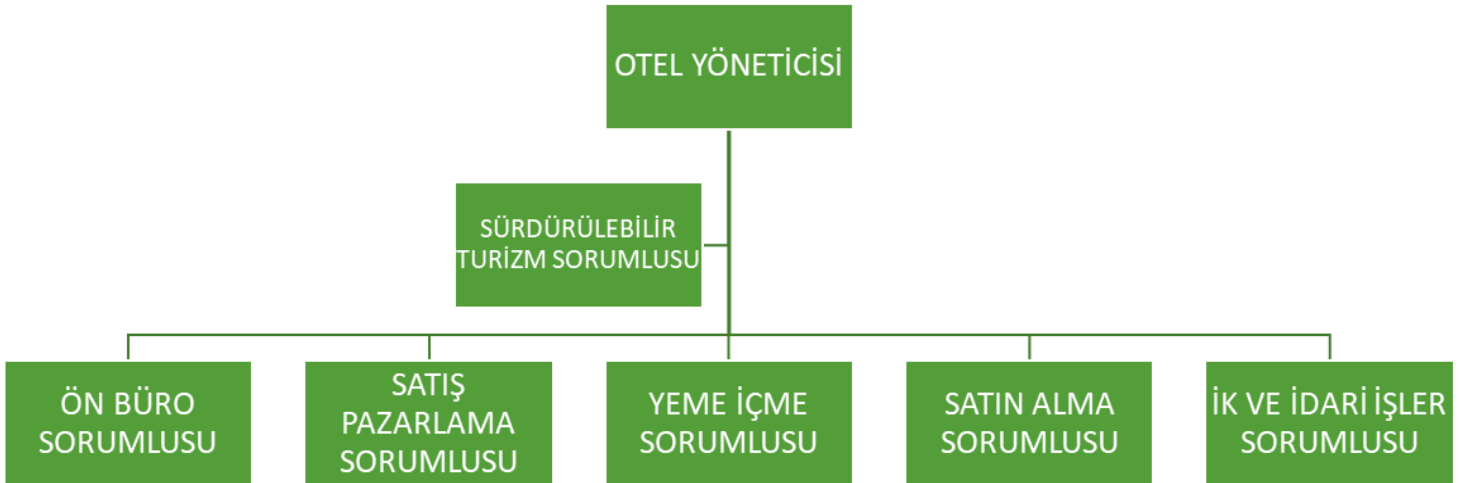 OTEL YÖNETİCİSİ
SÜRDÜRÜLEBİLİR
TURİZM SORUMLUSU
ÖN BÜRO
SORUMLUSU
SATIŞ
PAZARLAMA
SORUMLUSU
YEME İÇME
SORUMLUSU
SATIN ALMA
SORUMLUSU
İK VE İDARİ İŞLER
SORUMLUSU